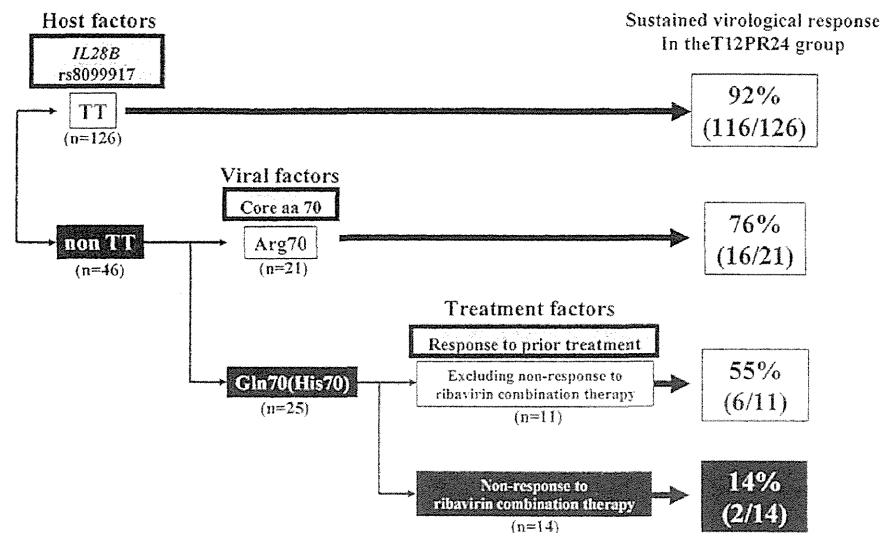 Host factors
IL28B
rs8099917
TT
(n=126)
Sustained virological response
In theT12PR24 group
92%
(116/126)
Viral factors
Core aa 70
non TT
(n=46)
Arg70
(n=21)
76%
(16/21)
Treatment factors
Response to prior treatment
Gln70(His70)
(n=25)
Excluding non-response to
ribavirin combination therapy
(n=11)
55%
(6/11)
Non-response to
ribavirin combination therapy
(n=14)
14%
(2/14)